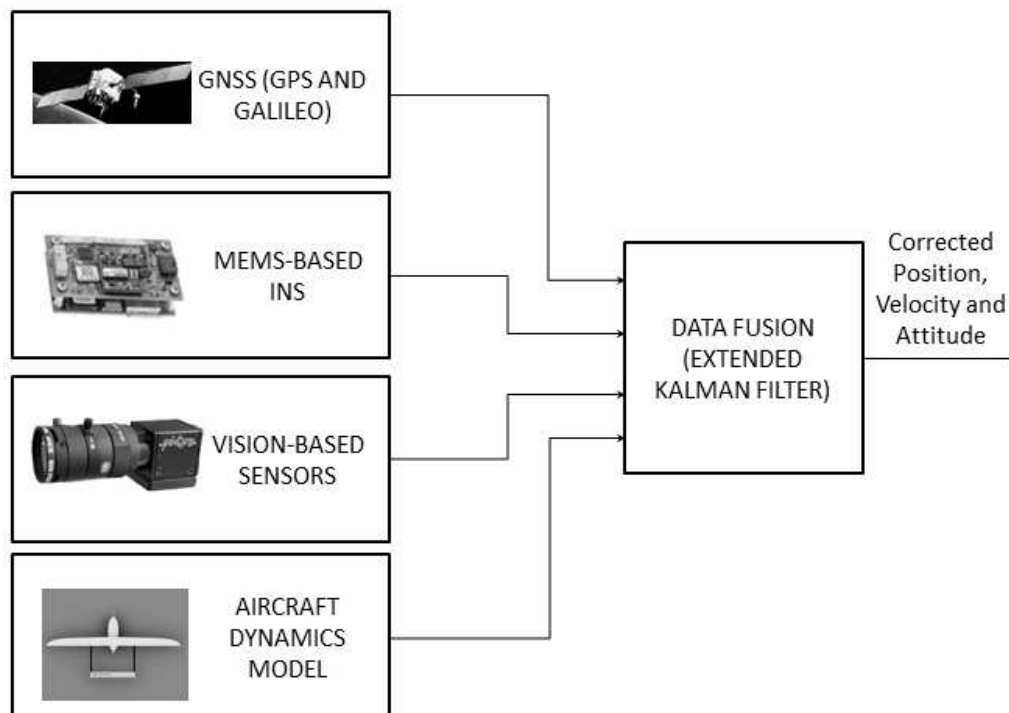 GNSS (GPS AND
GALILEO)
MEMS-BASED
INS
VISION-BASED
SENSORS
AIRCRAFT
DYNAMICS
MODEL
DATA FUSION
(EXTENDED
KALMAN FILTER)
Corrected
Position,
Velocity and
Attitude